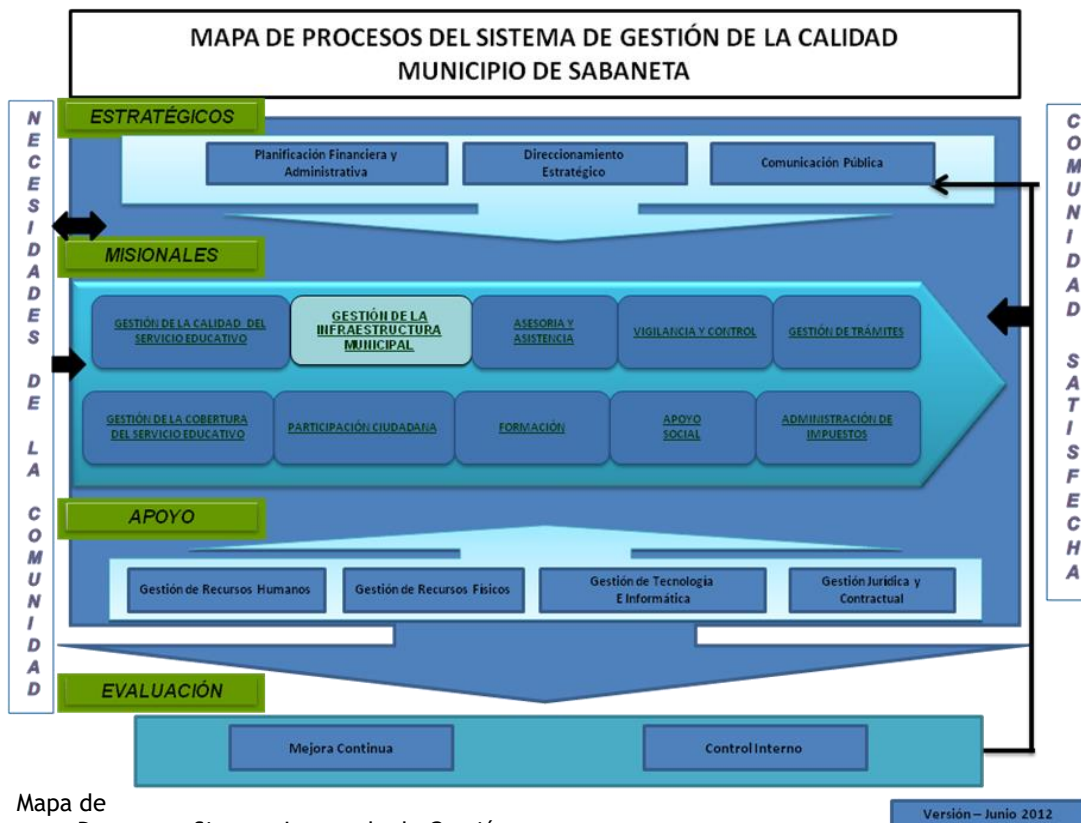 MAPA DE PROCESOS DEL SISTEMA DE GESTIÓN DE LA CALIDAD
MUNICIPIO DE SABANETA
NECESIDADES DE LA COMUNIDAD
COMUNIDAD SATISFECHA
ESTRATÉGICOS
Planificación Financiera y
Administrativa
Direccionamiento
Estratégico
Comunicación Pública
MISIONALES
GESTIÓN DE LA CALIDAD DEL
SERVICIO EDUCATIVO
GESTIÓN DE LA
INFRAESTRUCTURA
MUNICIPAL
ASESORIA Y
ASISTENCIA
VIGILANCIA Y CONTROL
GESTIÓN DE TRÁMITES
GESTIÓN DE LA COBERTURA
DEL SERVICIO EDUCATIVO
PARTICIPACIÓN CIUDADANA
FORMACIÓN
APOYO
SOCIAL
ADMINISTRACIÓN DE
IMPUESTOS
APOYO
Gestión de Recursos Humanos
Gestión de Recursos Físicos
Gestión de Tecnología
E Informática
Gestión Jurídica y
Contractual
EVALUACIÓN
Mejora Continua
Control Interno
Mapa de
Versión – Junio 2012